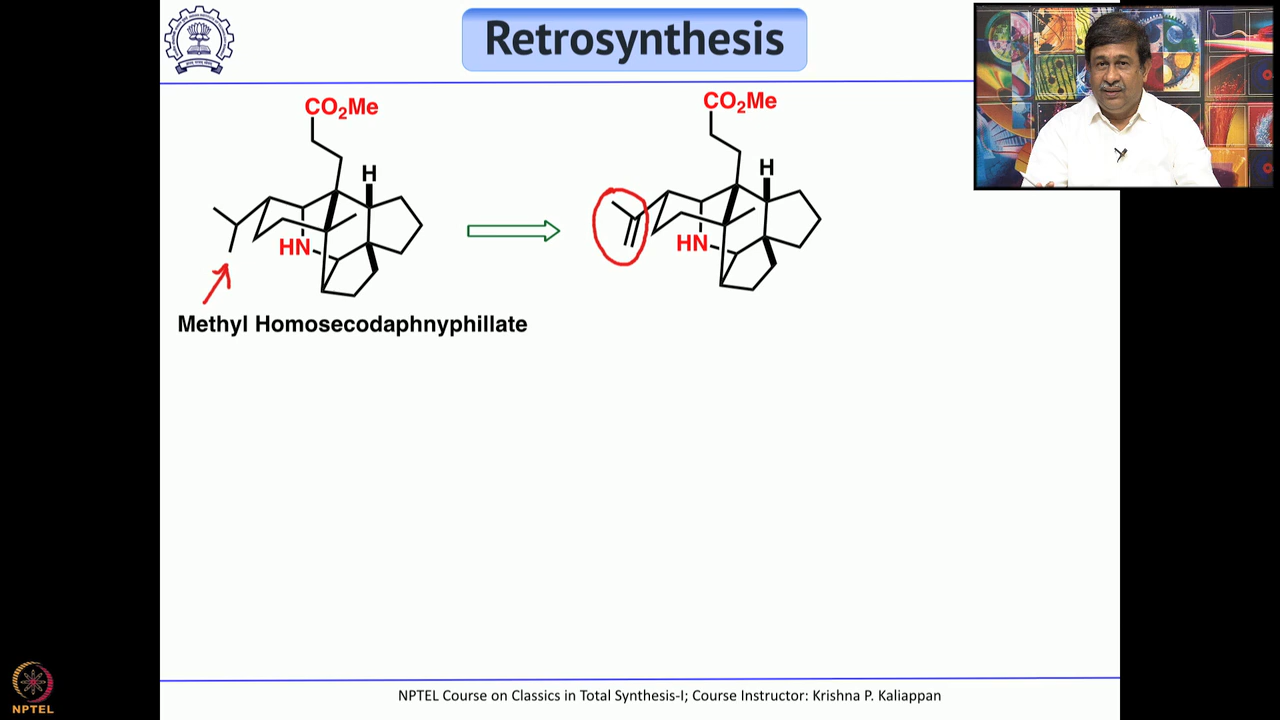 Retrosynthesis
CO2Me
H
HN
Methyl Homosecodaphnyphillate
CO2Me
H
HN
NPTEL
NPTEL Course on Classics in Total Synthesis-I; Course Instructor: Krishna P. Kaliappan